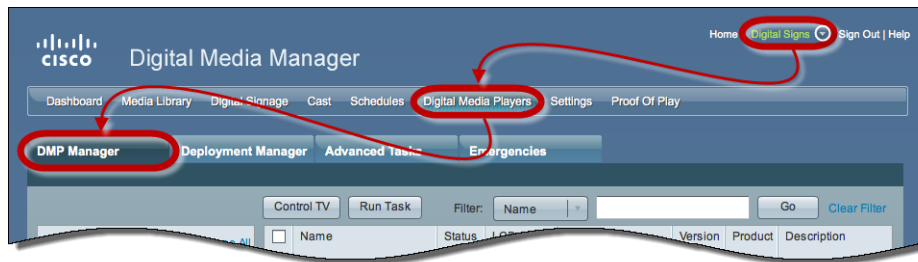 Home Digital Signs Sign Out | Help
CISCO Digital Media Manager
Dashboard Media Library Digital Signage Cast Schedules Digital Media Players Settings Proof Of Play
DMP Manager Deployment Manager Advanced Tasks Emergencies
Control TV Run Task Filter: Name Go Clear Filter
All Name Status Version Product Description